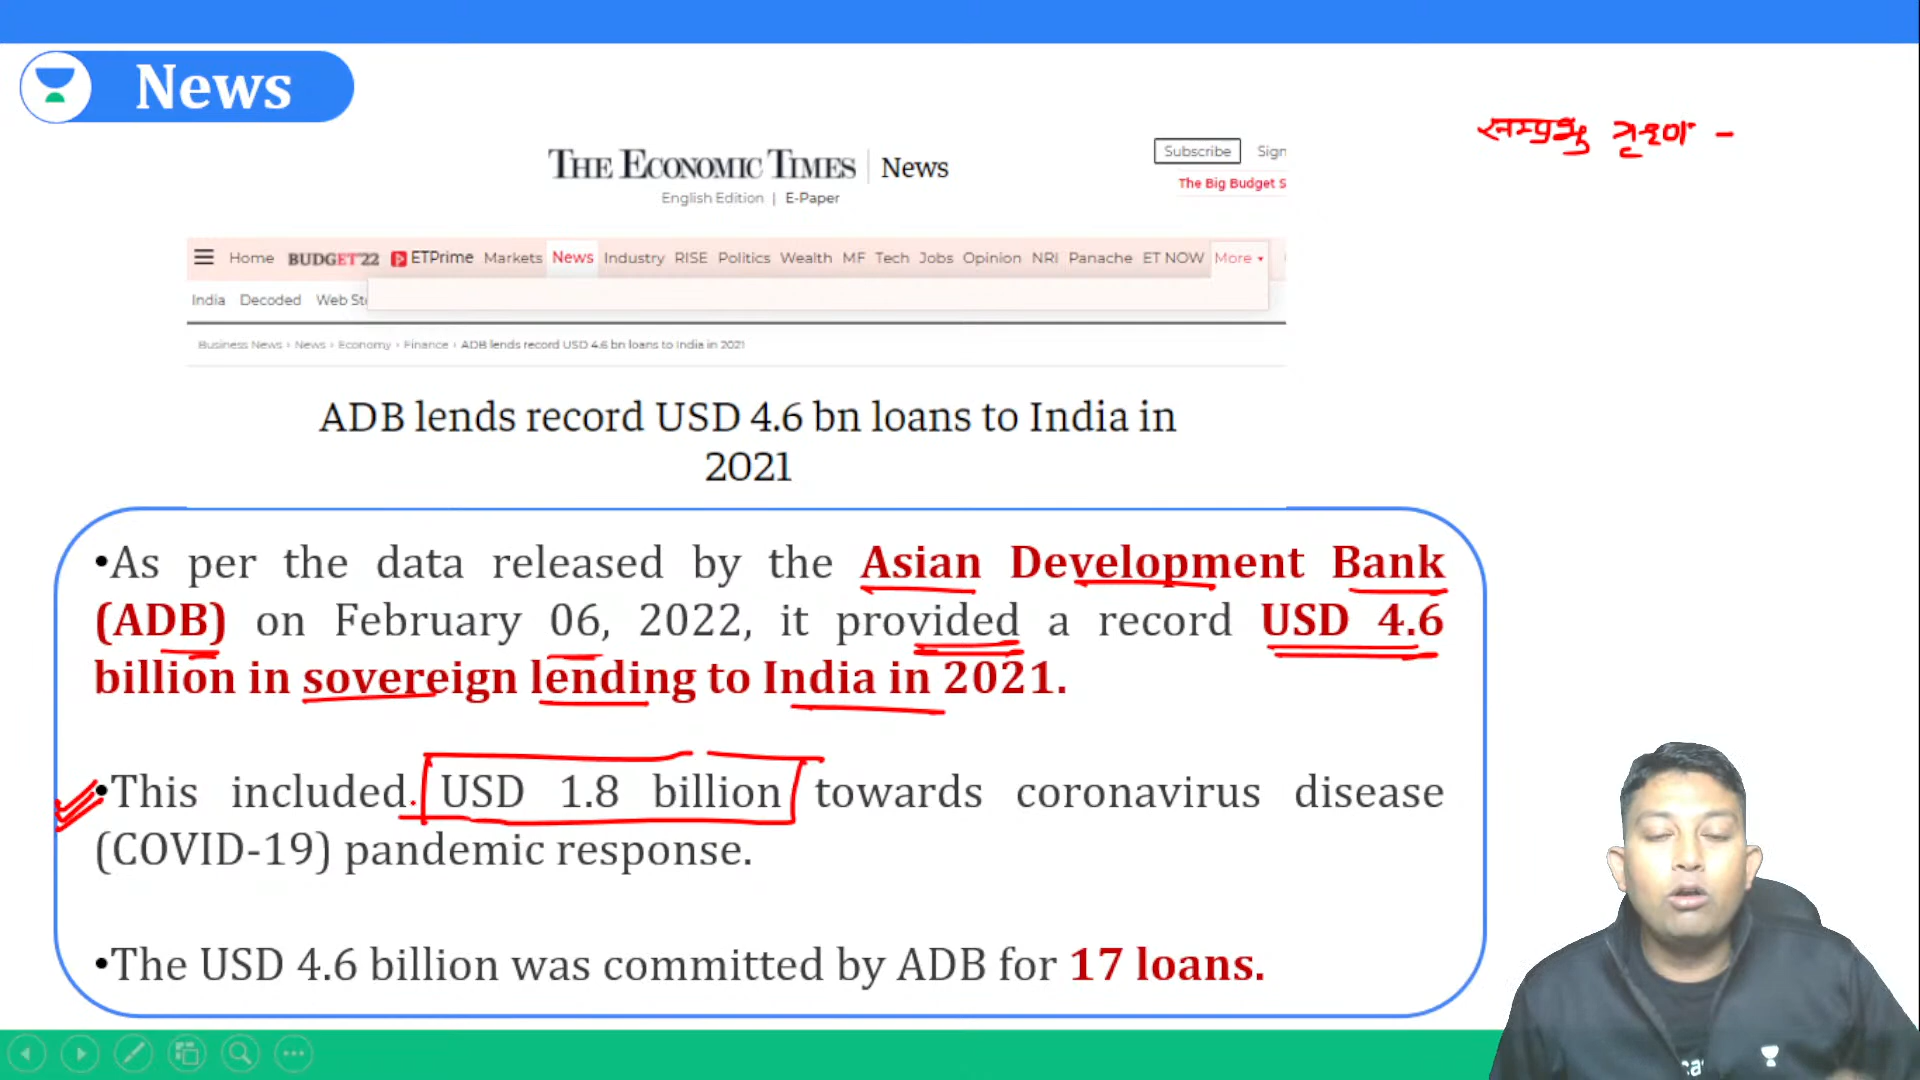 News
सम्प्रभु ऋण -
THE ECONOMIC TIMES | News
Subscribe Sign
The Big Budget S
English Edition | E-Paper
Home BUDGET'22 ETPrime Markets News Industry RISE Politics Wealth MF Tech Jobs Opinion NRI Panache ET NOW More
India Decoded Web Sto
Business News › News › Economy › Finance › ADB lends record USD 4.6 bn loans to India in 2021
ADB lends record USD 4.6 bn loans to India in
2021
•As per the data released by the Asian Development Bank
(ADB) on February 06, 2022, it provided a record USD 4.6
billion in sovereign lending to India in 2021.
•This included USD 1.8 billion towards coronavirus disease
(COVID-19) pandemic response.
•The USD 4.6 billion was committed by ADB for 17 loans.